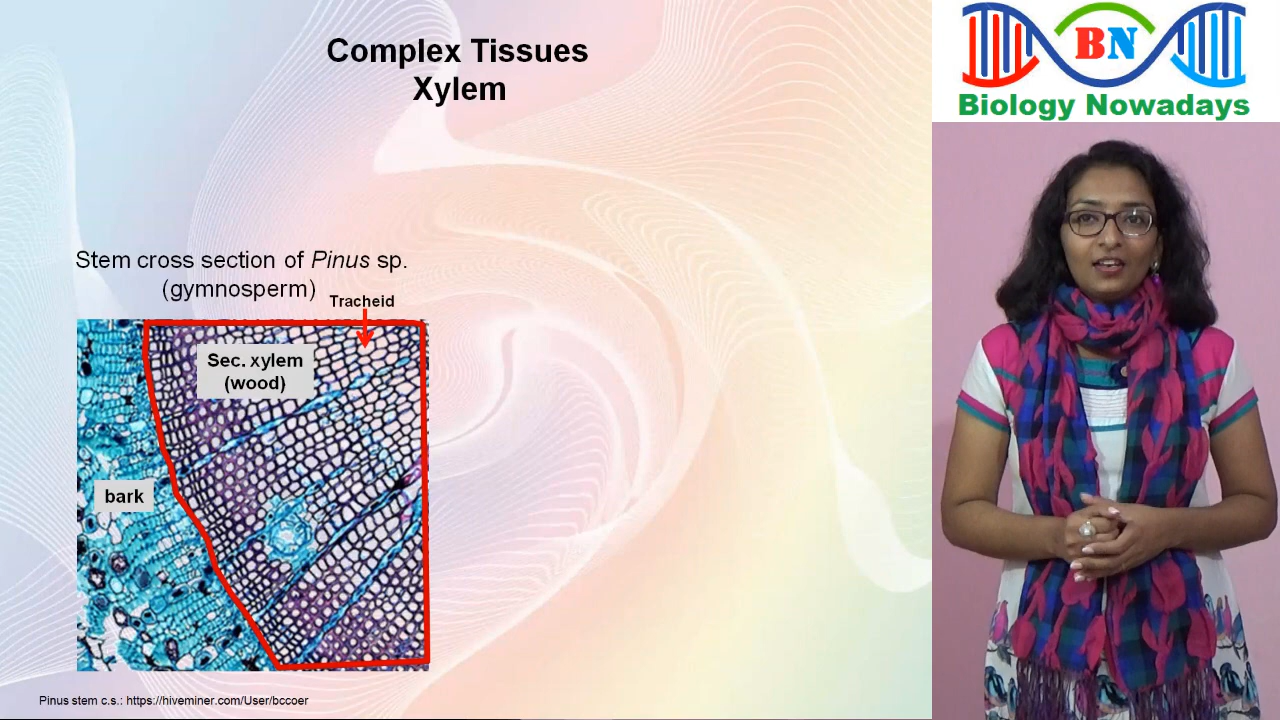 Complex Tissues
Xylem
BN
Biology Nowadays
Stem cross section of Pinus sp.
(gymnosperm)
Tracheid
Sec. xylem
(wood)
bark
Pinus stem c.s.: https://hiveminer.com/User/bccoer